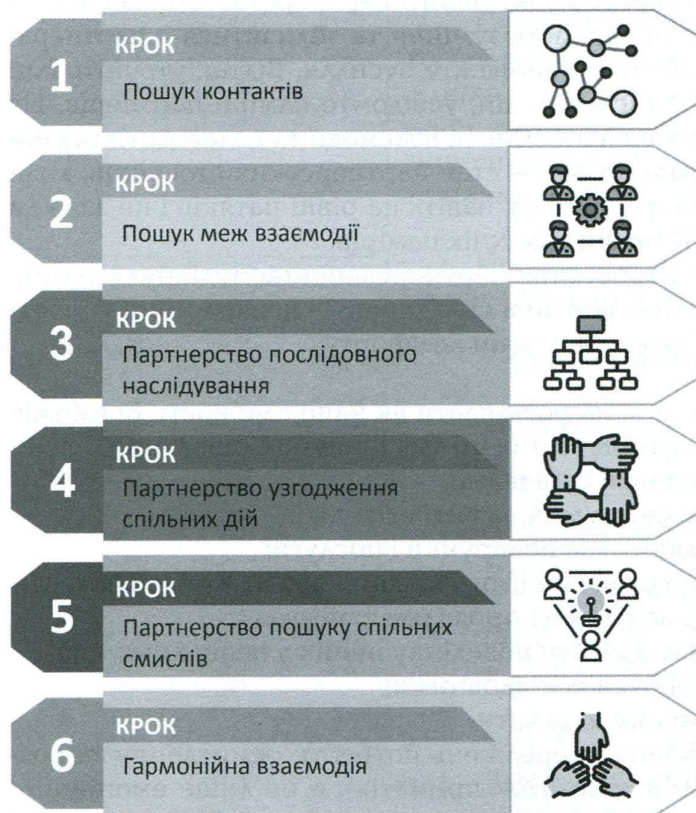 КРОК
1
Пошук контактів
КРОК
2
Пошук меж взаємодії
КРОК
3
Партнерство послідовного
наслідування
КРОК
4
Партнерство узгодження
спільних дій
КРОК
5
Партнерство пошуку спільних
смислів
КРОК
6
Гармонійна взаємодія